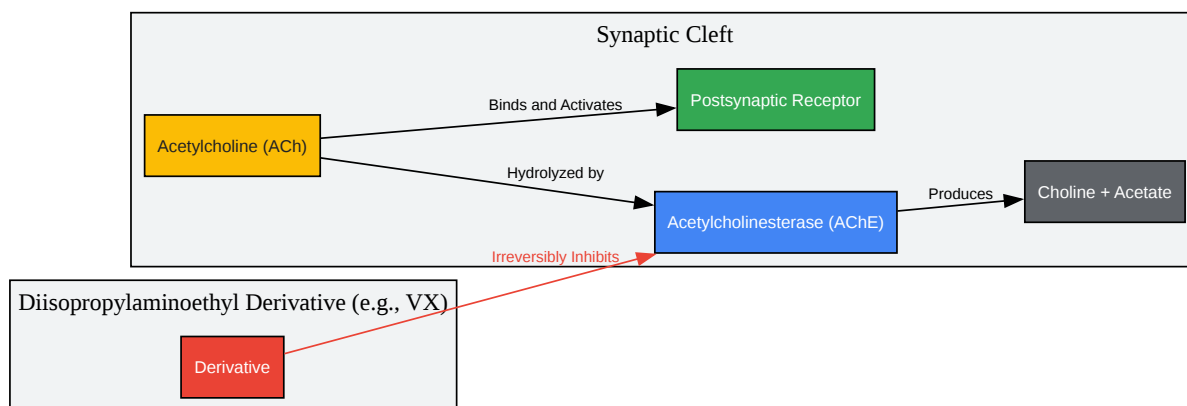 Synaptic Cleft
Postsynaptic Receptor
Binds and Activates
Acetylcholine (ACh)
Hydrolyzed by
Choline + Acetate
Produces
Acetylcholinesterase (AChE)
Irreversibly Inhibits
Diisopropylaminoethyl Derivative (e.g., VX)
Derivative